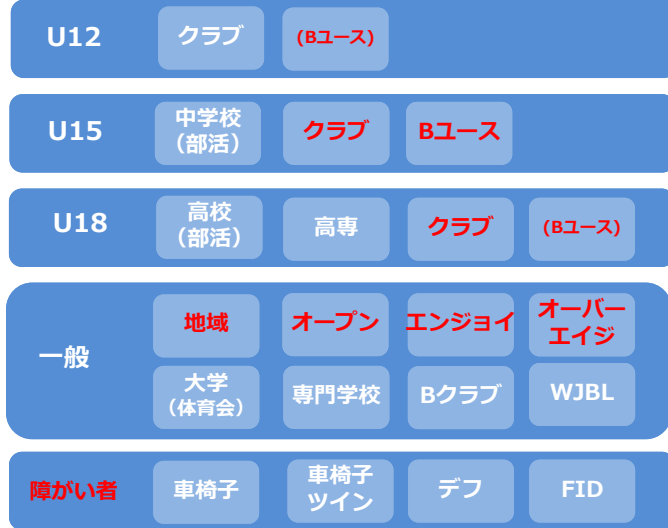 U12
クラブ
(Bユース)
U15
中学校
（部活）
クラブ
Bユース
U18
高校
（部活）
高専
クラブ
(Bユース)
一般
地域
オープン
エンジョイ
オーバー
エイジ
大学
（体育会）
専門学校
Bクラブ
WJBL
障がい者
車椅子
車椅子
ツイン
デフ
FID